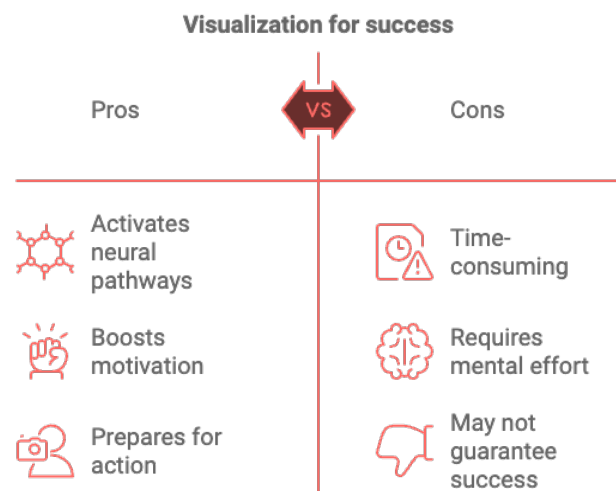 Visualization for success
Pros
VS
Cons
Activates
neural
pathways
Time-
consuming
Boosts
motivation
Requires
mental effort
Prepares for
action
May not
guarantee
success